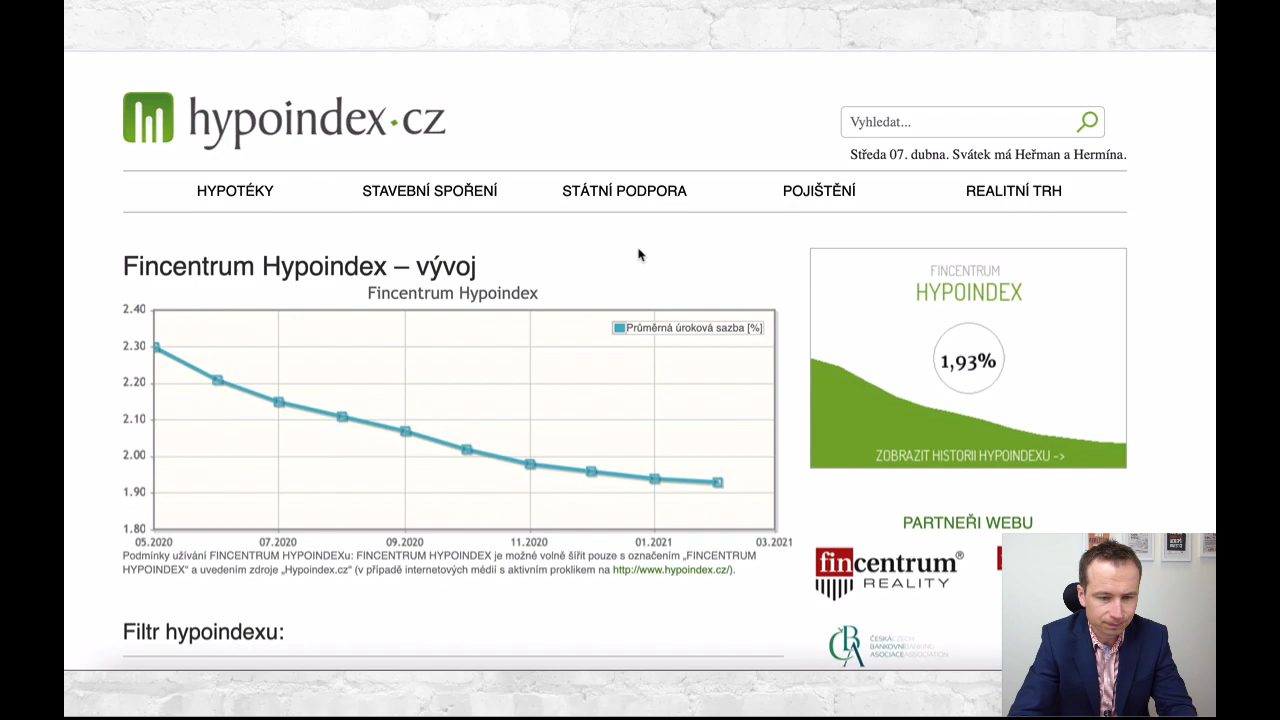 hypoindex.cz
Vyhledat...
Středa 07. dubna. Svátek má Heřman a Hermína.
HYPOTÉKY STAVEBNÍ SPOŘENÍ STÁTNÍ PODPORA POJIŠTĚNÍ REALITNÍ TRH
Fincentrum Hypoindex – vývoj
Fincentrum Hypoindex
Průměrná úroková sazba [%]
2.40
2.30
2.20
2.10
2.00
1.90
1.80
05.2020 07.2020 09.2020 11.2020 01.2021 03.2021
Podmínky užívání FINCENTRUM HYPOINDEXu: FINCENTRUM HYPOINDEX je možné volně šířit pouze s označením „FINCENTRUM
HYPOINDEX“ a uvedením zdroje „Hypoindex.cz“ (v případě internetových médií s aktivním proklikem na http://www.hypoindex.cz/).
Filtr hypoindexu:
FINCENTRUM
HYPOINDEX
1,93%
ZOBRAZIT HISTORII HYPOINDEXU ->
PARTNEŘI WEBU
fincentrum®
REALITY
ČBA
ČESKÁCZECH
BANKOVNÍBANKING
ASOCIACEASSOCIATION